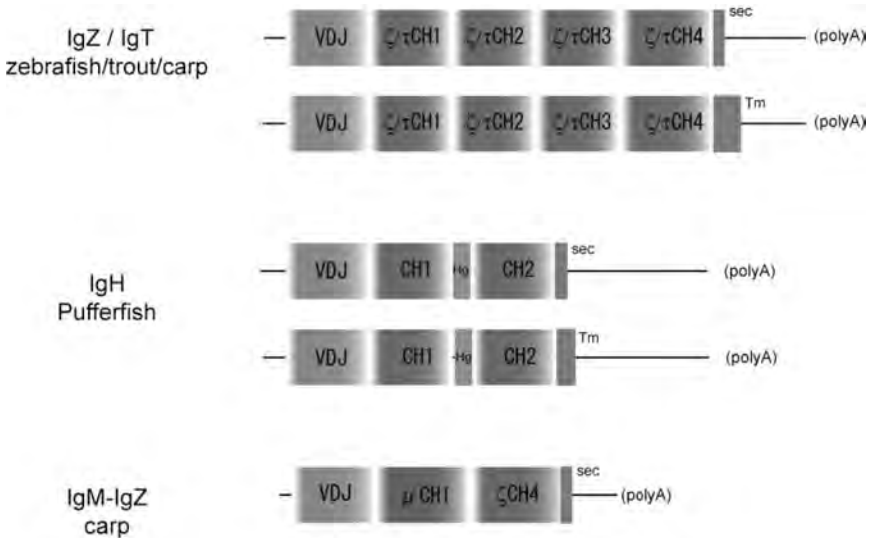 IgZ / IgT
zebrafish/trout/carp
VDJ ζ/τCH1 ζ/τCH2 ζ/τCH3 ζ/τCH4 sec (polyA)
VDJ ζ/τCH1 ζ/τCH2 ζ/τCH3 ζ/τCH4 Tm (polyA)
IgH
Pufferfish
VDJ CH1 Hg CH2 sec (polyA)
VDJ CH1 -Hg CH2 Tm (polyA)
IgM-IgZ
carp
VDJ μ CH1 ζCH4 sec (polyA)